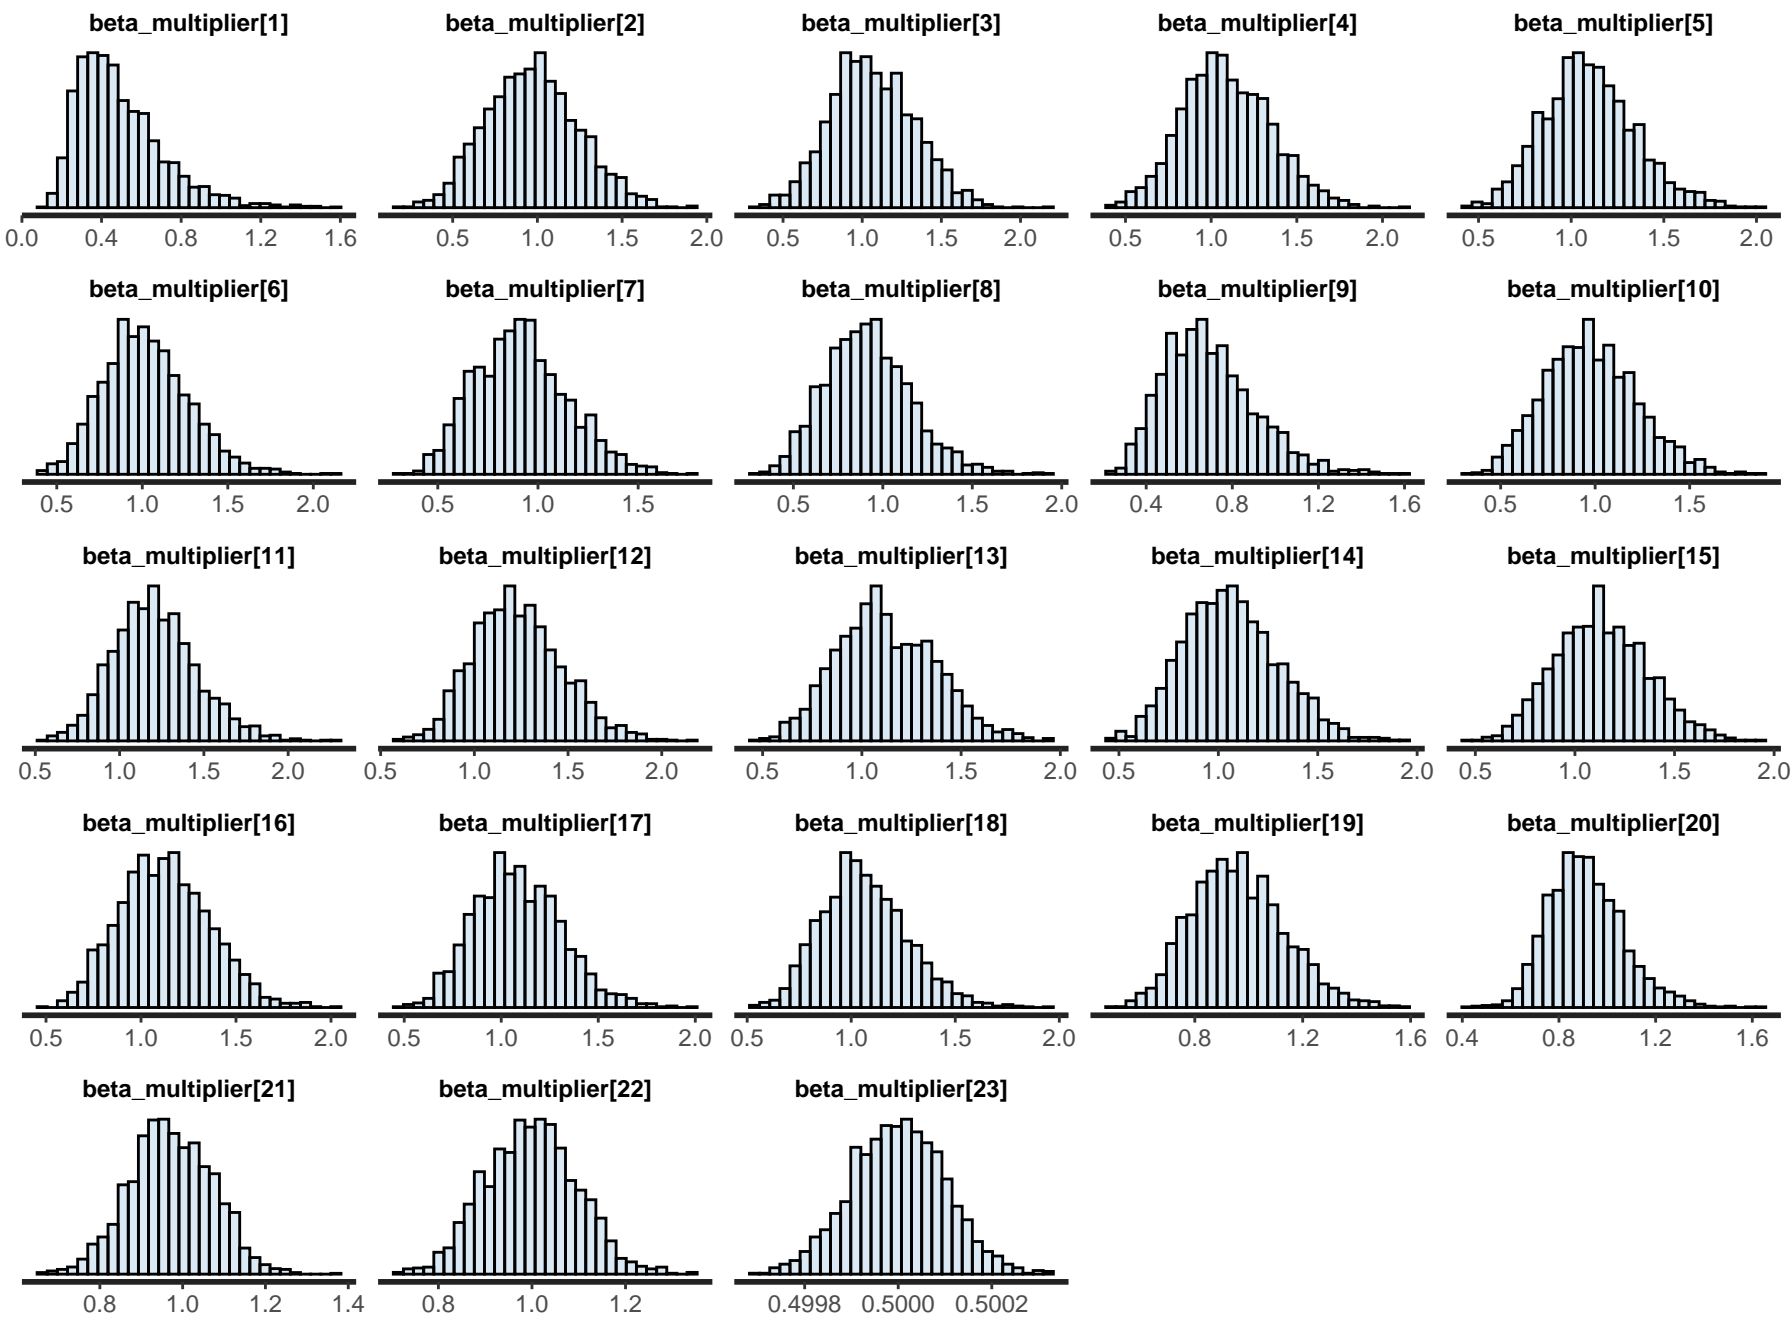 beta_multiplier[1] beta_multiplier[2] beta_multiplier[3] beta_multiplier[4] beta_multiplier[5]
0.0 0.4 0.8 1.2 1.6 0.5 1.0 1.5 2.0 0.5 1.0 1.5 2.0 0.5 1.0 1.5 2.0 0.5 1.0 1.5 2.0
beta_multiplier[6] beta_multiplier[7] beta_multiplier[8] beta_multiplier[9] beta_multiplier[10]
0.5 1.0 1.5 2.0 0.5 1.0 1.5 0.5 1.0 1.5 2.0 0.4 0.8 1.2 1.6 0.5 1.0 1.5
beta_multiplier[11] beta_multiplier[12] beta_multiplier[13] beta_multiplier[14] beta_multiplier[15]
0.5 1.0 1.5 2.0 0.5 1.0 1.5 2.0 0.5 1.0 1.5 2.0 0.5 1.0 1.5 2.0 0.5 1.0 1.5 2.0
beta_multiplier[16] beta_multiplier[17] beta_multiplier[18] beta_multiplier[19] beta_multiplier[20]
0.5 1.0 1.5 2.0 0.5 1.0 1.5 2.0 0.5 1.0 1.5 2.0 0.8 1.2 1.6 0.4 0.8 1.2 1.6
beta_multiplier[21] beta_multiplier[22] beta_multiplier[23]
0.8 1.0 1.2 1.4 0.8 1.0 1.2 0.4998 0.5000 0.5002